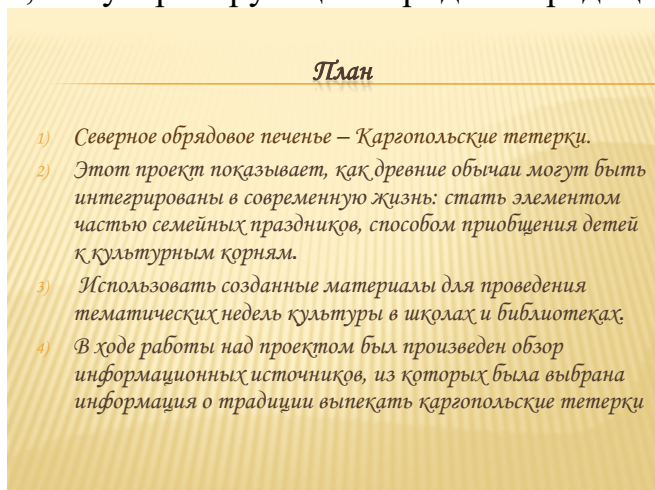 План
1) Северное обрядовое печенье – Каргопольские тетерки.
2) Этот проект показывает, как древние обычаи могут быть
интегрированы в современную жизнь: стать элементом
частью семейных праздников, способом приобщения детей
к культурным корням.
3) Использовать созданные материалы для проведения
тематических недель культуры в школах и библиотеках.
4) В ходе работы над проектом был произведен обзор
информационных источников, из которых была выбрана
информация о традиции выпекать каргопольские тетерки